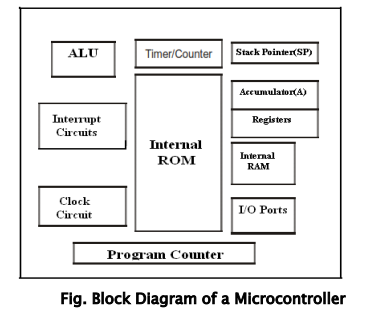 ALU
Timer/Counter
Stack Pointer(SP)
Accumulator(A)
Registers
Interrupt
Circuits
Internal
ROM
Internal
RAM
Clock
Circuit
I/O Ports
Program Counter
Fig. Block Diagram of a Microcontroller